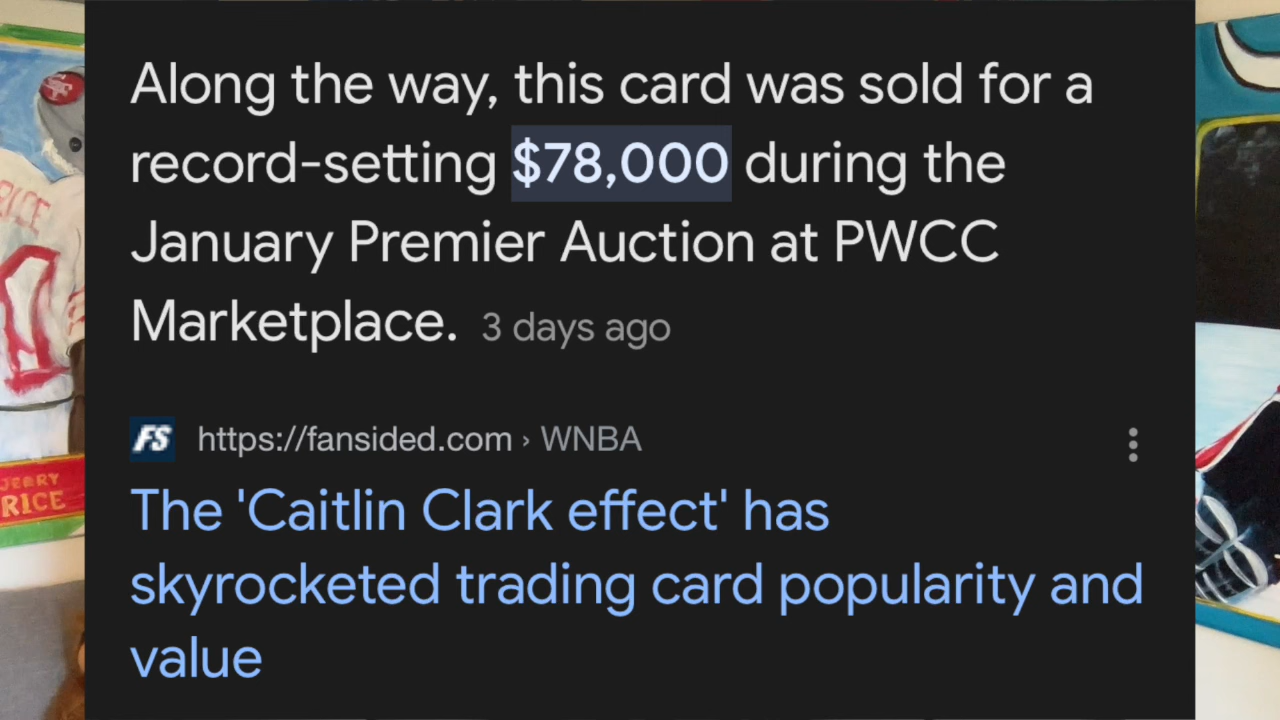 Along the way, this card was sold for a
record-setting $78,000 during the
January Premier Auction at PWCC
Marketplace. 3 days ago
FS https://fansided.com › WNBA
The 'Caitlin Clark effect' has
skyrocketed trading card popularity and
value
RICE
JERRY
RICE